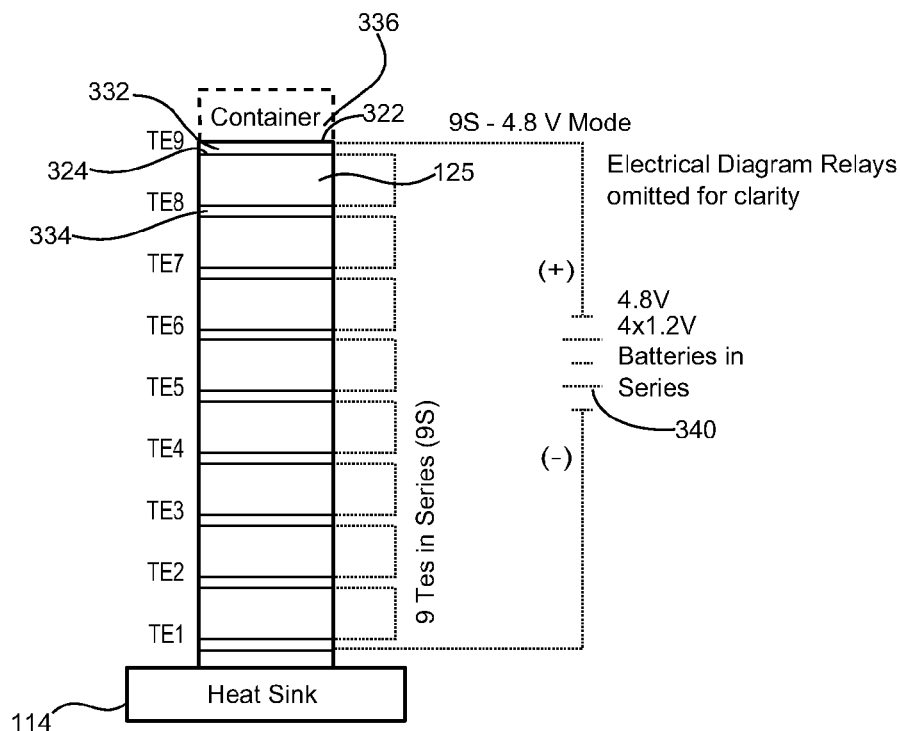 336
332
Container
322
9S - 4.8 V Mode
TE9
324
125
Electrical Diagram Relays
omitted for clarity
TE8
334
TE7
(+)
4.8V
4x1.2V
Batteries in
Series
TE6
TE5
340
TE4
(-)
TE3
9 Tes in Series (9S)
TE2
TE1
Heat Sink
114